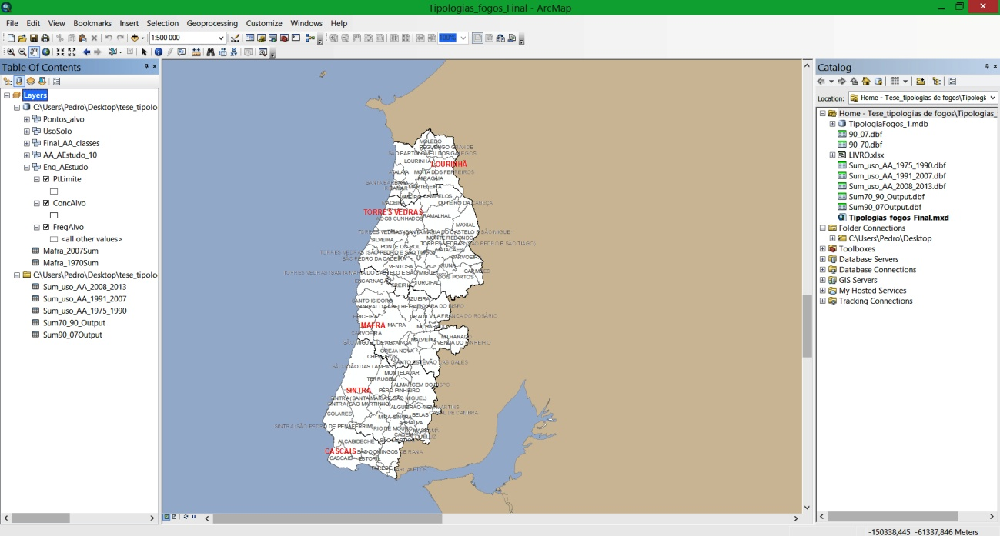 Tipologias_fogos_Final - ArcMap
File Edit View Bookmarks Insert Selection Geoprocessing Customize Windows Help
1:500 000
100%
Table Of Contents
Layers
C:\Users\Pedro\Desktop\tese_tipolo
Pontos_alvo
UsoSolo
Final_AA_classes
AA_AEstudo_10
Enq_AEstudo
PtLimite
ConcAlvo
FregAlvo
<all other values>
Mafra_2007Sum
Mafra_1970Sum
C:\Users\Pedro\Desktop\tese_tipolo
Sum_uso_AA_2008_2013
Sum_uso_AA_1991_2007
Sum_uso_AA_1975_1990
Sum70_90_Output
Sum90_07Output
MOLEDO
REGUENGO GRANDE
SÃO BARTOLOMEU DOS GALEGOS
LOURINHÃ
LOURINHÃ
ATALAIA
MOITA DOS FERREIROS
MIRAGAIA
SANTA BÁRBARA
MARTELEIRA
VIMEIRO
CAMPELOS
MACEIRA
OUTEIRO DA CABEÇA
TORRES VEDRAS
RAMALHAL
A DOS CUNHADOS
MAXIAL
TORRES VEDRAS (SANTA MARIA DO CASTELO E SÃO MIGUE*
SILVEIRA
MONTE REDONDO
PONTE DO ROL
TORRES VEDRAS (SÃO PEDRO E SÃO TIAGO)
MATACÃES
TORRES VEDRAS (SÃO PEDRO E SÃO TIAGO)
SÃO PEDRO DA CADEIRA
CARVOEIRA
VENTOSA
RUNA
TORRES VEDRAS (SANTA MARIA DO CASTELO E SÃO MIGUE*
CARMÕES
DOIS PORTOS
ENCARNAÇÃO
FREIRIA
TURCIFAL
SANTO ISIDORO
AZUEIRA
SOBRAL DA ABELHEIRA
ENXARA DO BISPO
ERICEIRA
GRADIL
VILA FRANCA DO ROSÁRIO
MAFRA
MAFRA
MILHARADO
CARVOEIRA
MILHARADO
SÃO MIGUEL DE ALCAINÇA
MALVEIRA
VENDA DO PINHEIRO
IGREJA NOVA
CHELEIROS
SANTO ESTÊVÃO DAS GALÉS
SÃO JOÃO DAS LAMPAS
MONTELAVAR
TERRUGEM
ALMARGEM DO BISPO
SINTRA
PÊRO PINHEIRO
SINTRA (SANTA MARIA E SÃO MIGUEL)
SINTRA (SÃO MARTINHO)
ALGUEIRÃO-MEM MARTINS
COLARES
MIRA-SINTRA
BELAS
CASAL DE CAMBRA
AGUALVA
SINTRA (SÃO PEDRO DE PENAFERRIM)
RIO DE MOURO
MASSAMÁ
CACÉM
QUELUZ
ALCABIDECHE
SÃO MARCOS
CASCAIS
SÃO DOMINGOS DE RANA
CASCAIS
ESTORIL
PAREDE
CARCAVELOS
Catalog
Location: Home - Tese_tipologias de fogos\Tipologi
Home - Tese_tipologias de fogos\Tipologias_
TipologiaFogos_1.mdb
90_07.dbf
90_70.dbf
LIVRO.xlsx
Sum_uso_AA_1975_1990.dbf
Sum_uso_AA_1991_2007.dbf
Sum_uso_AA_2008_2013.dbf
Sum70_90_Output.dbf
Sum90_07Output.dbf
Tipologias_fogos_Final.mxd
Folder Connections
C:\Users\Pedro\Desktop
Toolboxes
Database Servers
Database Connections
GIS Servers
My Hosted Services
Tracking Connections
-150338,445 -61337,846 Meters